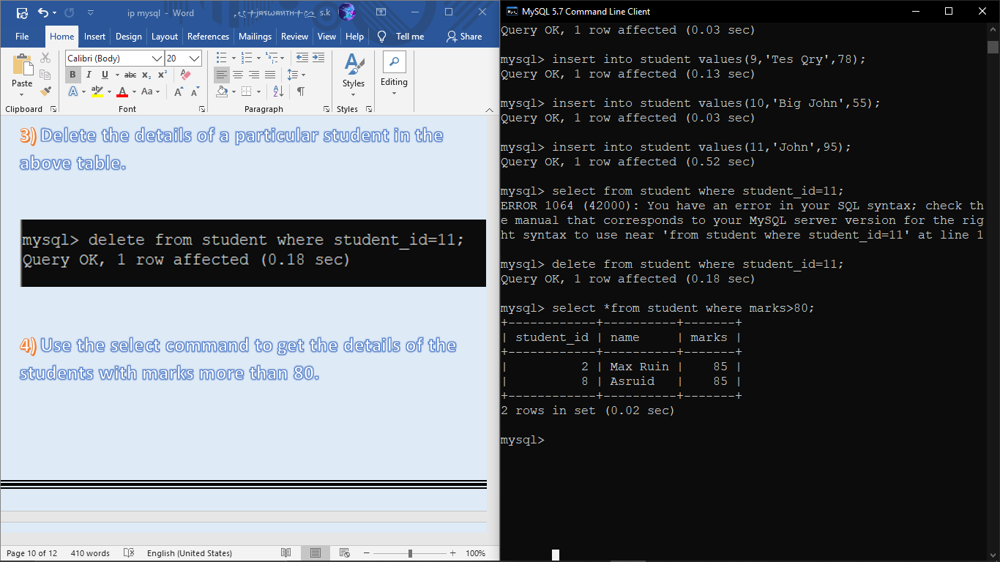 ip mysql - Word
s.k
File Home Insert Design Layout References Mailings Review View Help Tell me Share
Paste
Clipboard
Calibri (Body) 20
B I U abc x₂ x²
A ab A Aa A A
Font
Paragraph
Styles
Styles
Editing
3) Delete the details of a particular student in the
above table.
mysql> delete from student where student_id=11;
Query OK, 1 row affected (0.18 sec)
4) Use the select command to get the details of the
students with marks more than 80.
Page 10 of 12 410 words English (United States) 100%
MySQL 5.7 Command Line Client
Query OK, 1 row affected (0.03 sec)
mysql> insert into student values(9,'Tes Qry',78);
Query OK, 1 row affected (0.13 sec)
mysql> insert into student values(10,'Big John',55);
Query OK, 1 row affected (0.03 sec)
mysql> insert into student values(11,'John',95);
Query OK, 1 row affected (0.52 sec)
mysql> select from student where student_id=11;
ERROR 1064 (42000): You have an error in your SQL syntax; check th
e manual that corresponds to your MySQL server version for the rig
ht syntax to use near 'from student where student_id=11' at line 1
mysql> delete from student where student_id=11;
Query OK, 1 row affected (0.18 sec)
mysql> select *from student where marks>80;
+------------+----------+-------+
| student_id | name     | marks |
+------------+----------+-------+
|          2 | Max Ruin |    85 |
|          8 | Asruid   |    85 |
+------------+----------+-------+
2 rows in set (0.02 sec)
mysql>